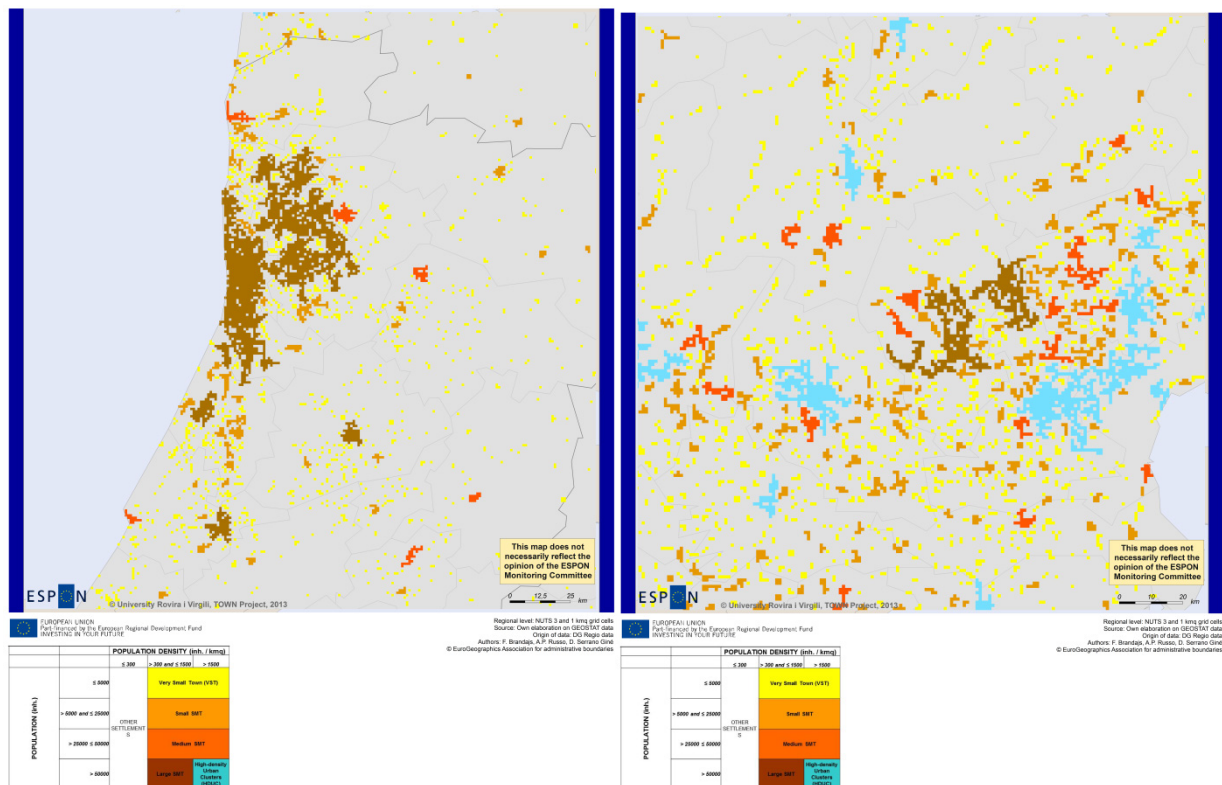 This map does not
necessarily reflect the
opinion of the ESPON
Monitoring Committee
ESPON
© University Rovira i Virgili, TOWN Project, 2013
0 12.5 25
km
EUROPEAN UNION
Part-financed by the European Regional Development Fund
INVESTING IN YOUR FUTURE
Regional level: NUTS 3 and 1 kmq grid cells
Source: Own elaboration on GEOSTAT data
Origin of data: DG Regio data
Authors: F. Brandajs, A.P. Russo, D. Serrano Giné
© EuroGeographics Association for administrative boundaries
POPULATION DENSITY (inh. / kmq)
≤ 300 > 300 and ≤ 1500 > 1500
POPULATION (inh.)
≤ 5000 Very Small Town (VST)
> 5000 and ≤ 25000 Small SMT
OTHER
SETTLEMENT
S
> 25000 ≤ 50000 Medium SMT
> 50000 Large SMT
High-density
Urban
Clusters
(HDUC)
This map does not
necessarily reflect the
opinion of the ESPON
Monitoring Committee
ESPON
© University Rovira i Virgili, TOWN Project, 2013
0 10 20
km
EUROPEAN UNION
Part-financed by the European Regional Development Fund
INVESTING IN YOUR FUTURE
Regional level: NUTS 3 and 1 kmq grid cells
Source: Own elaboration on GEOSTAT data
Origin of data: DG Regio data
Authors: F. Brandajs, A.P. Russo, D. Serrano Giné
© EuroGeographics Association for administrative boundaries
POPULATION DENSITY (inh. / kmq)
≤ 300 > 300 and ≤ 1500 > 1500
POPULATION (inh.)
≤ 5000 Very Small Town (VST)
> 5000 and ≤ 25000 Small SMT
OTHER
SETTLEMENT
S
> 25000 ≤ 50000 Medium SMT
> 50000 Large SMT
High-density
Urban
Clusters
(HDUC)